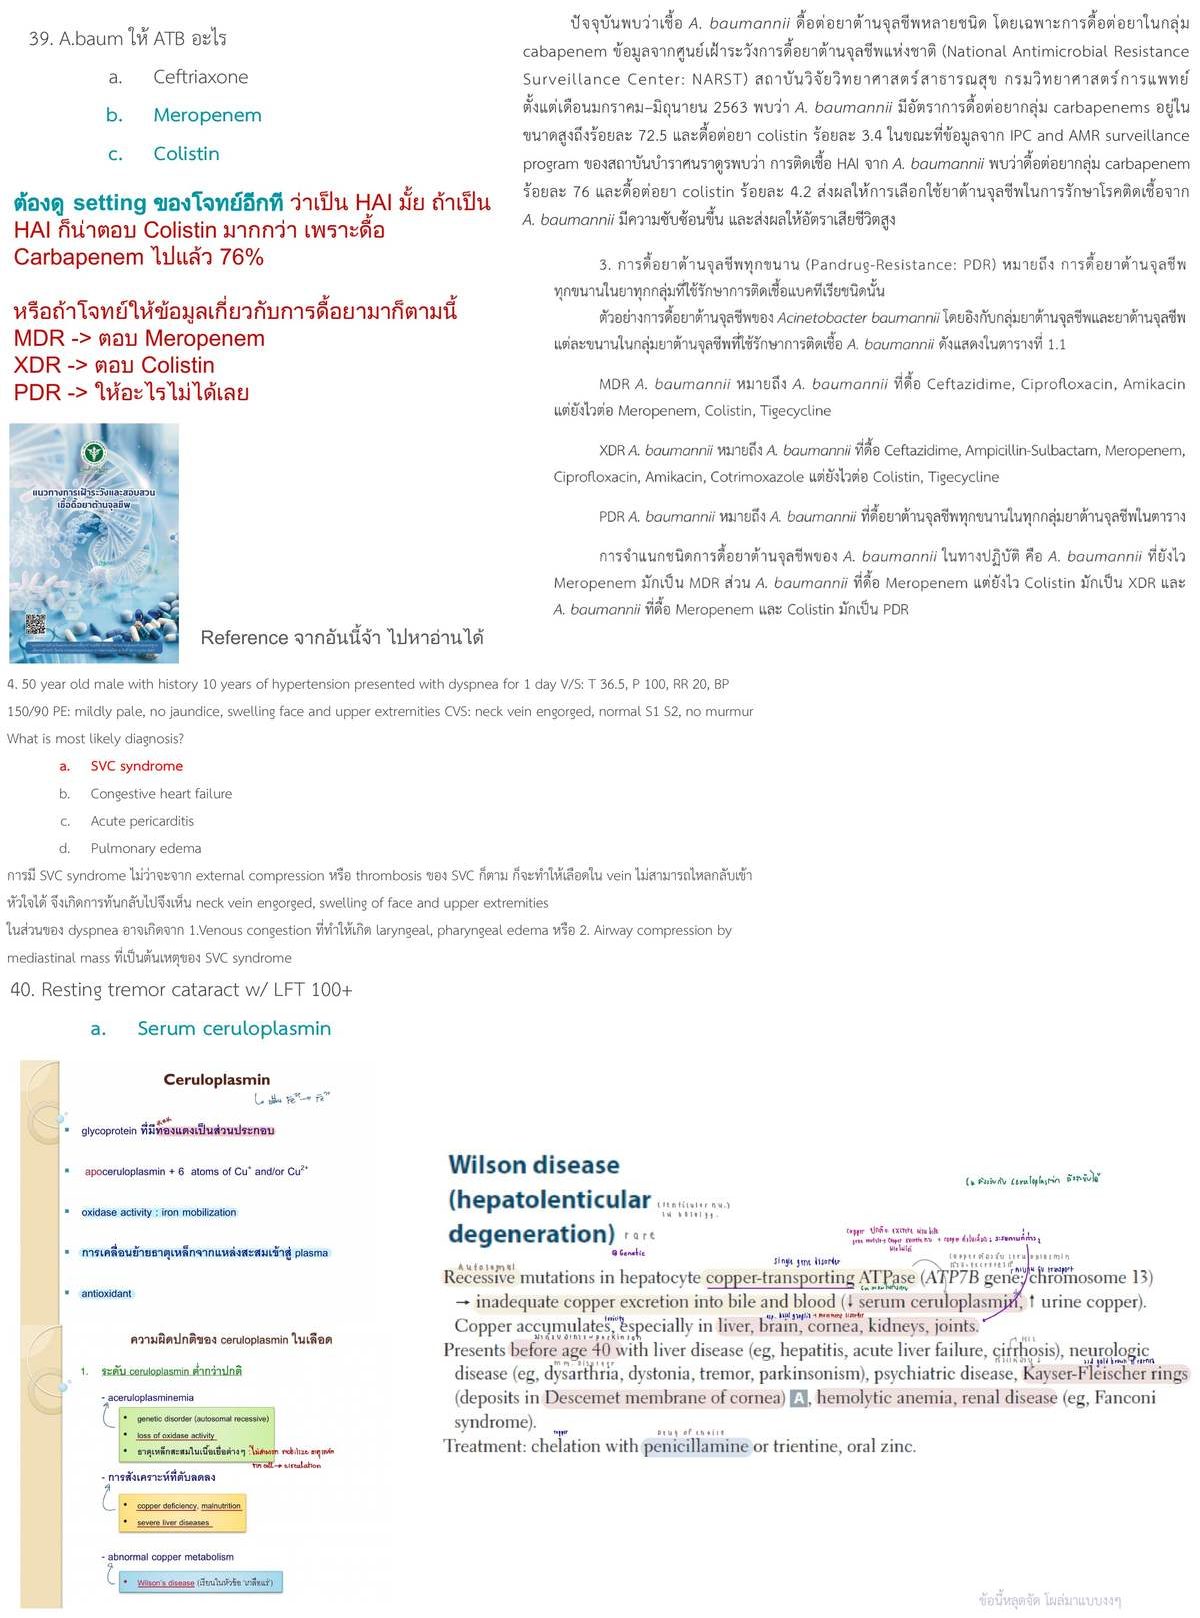 39. A.baum ให้ ATB อะไร
a. Ceftriaxone
b. Meropenem
c. Colistin
ต้องดู setting ของโจทย์อีกที ว่าเป็น HAI มั้ย ถ้าเป็น
HAI ก็น่าตอบ Colistin มากกว่า เพราะดื้อ
Carbapenem ไปแล้ว 76%
หรือถ้าโจทย์ให้ข้อมูลเกี่ยวกับการดื้อยามาก็ตามนี้
MDR -> ตอบ Meropenem
XDR -> ตอบ Colistin
PDR -> ให้อะไรไม่ได้เลย
แนวทางการเฝ้าระวังและสอบสวน
เชื้อดื้อยาต้านจุลชีพ
Reference จากอันนี้จ้า ไปหาอ่านได้
ปัจจุบันพบว่าเชื้อ A. baumannii ดื้อต่อยาต้านจุลชีพหลายชนิด โดยเฉพาะการดื้อต่อยาในกลุ่ม
cabapenem ข้อมูลจากศูนย์เฝ้าระวังการดื้อยาต้านจุลชีพแห่งชาติ (National Antimicrobial Resistance
Surveillance Center: NARST) สถาบันวิจัยวิทยาศาสตร์สาธารณสุข กรมวิทยาศาสตร์การแพทย์
ตั้งแต่เดือนมกราคม–มิถุนายน 2563 พบว่า A. baumannii มีอัตราการดื้อต่อยากลุ่ม carbapenems อยู่ใน
ขนาดสูงถึงร้อยละ 72.5 และดื้อต่อยา colistin ร้อยละ 3.4 ในขณะที่ข้อมูลจาก IPC and AMR surveillance
program ของสถาบันบำราศนราดูรพบว่า การติดเชื้อ HAI จาก A. baumannii พบว่าดื้อต่อยากลุ่ม carbapenem
ร้อยละ 76 และดื้อต่อยา colistin ร้อยละ 4.2 ส่งผลให้การเลือกใช้ยาต้านจุลชีพในการรักษาโรคติดเชื้อจาก
A. baumannii มีความซับซ้อนขึ้น และส่งผลให้อัตราเสียชีวิตสูง
3. การดื้อยาต้านจุลชีพทุกขนาน (Pandrug-Resistance: PDR) หมายถึง การดื้อยาต้านจุลชีพ
ทุกขนานในยาทุกกลุ่มที่ใช้รักษาการติดเชื้อแบคทีเรียชนิดนั้น
ตัวอย่างการดื้อยาต้านจุลชีพของ Acinetobacter baumannii โดยอิงกับกลุ่มยาต้านจุลชีพและยาต้านจุลชีพ
แต่ละขนานในกลุ่มยาต้านจุลชีพที่ใช้รักษาการติดเชื้อ A. baumannii ดังแสดงในตารางที่ 1.1
MDR A. baumannii หมายถึง A. baumannii ที่ดื้อ Ceftazidime, Ciprofloxacin, Amikacin
แต่ยังไวต่อ Meropenem, Colistin, Tigecycline
XDR A. baumannii หมายถึง A. baumannii ที่ดื้อ Ceftazidime, Ampicillin-Sulbactam, Meropenem,
Ciprofloxacin, Amikacin, Cotrimoxazole แต่ยังไวต่อ Colistin, Tigecycline
PDR A. baumannii หมายถึง A. baumannii ที่ดื้อยาต้านจุลชีพทุกขนานในทุกกลุ่มยาต้านจุลชีพในตาราง
การจำแนกชนิดการดื้อยาต้านจุลชีพของ A. baumannii ในทางปฏิบัติ คือ A. baumannii ที่ยังไว
Meropenem มักเป็น MDR ส่วน A. baumannii ที่ดื้อ Meropenem แต่ยังไว Colistin มักเป็น XDR และ
A. baumannii ที่ดื้อ Meropenem และ Colistin มักเป็น PDR
4. 50 year old male with history 10 years of hypertension presented with dyspnea for 1 day V/S: T 36.5, P 100, RR 20, BP
150/90 PE: mildly pale, no jaundice, swelling face and upper extremities CVS: neck vein engorged, normal S1 S2, no murmur
What is most likely diagnosis?
a. SVC syndrome
b. Congestive heart failure
c. Acute pericarditis
d. Pulmonary edema
การมี SVC syndrome ไม่ว่าจะจาก external compression หรือ thrombosis ของ SVC ก็ตาม ก็จะทำให้เลือดใน vein ไม่สามารถไหลกลับเข้า
หัวใจได้ จึงเกิดการท้นกลับไปจึงเห็น neck vein engorged, swelling of face and upper extremities
ในส่วนของ dyspnea อาจเกิดจาก 1.Venous congestion ที่ทำให้เกิด laryngeal, pharyngeal edema หรือ 2. Airway compression by
mediastinal mass ที่เป็นต้นเหตุของ SVC syndrome
40. Resting tremor cataract w/ LFT 100+
a. Serum ceruloplasmin
Ceruloplasmin
glycoprotein ที่มีทองแดงเป็นส่วนประกอบ
apoceruloplasmin + 6 atoms of Cu+ and/or Cu2+
oxidase activity : iron mobilization
การเคลื่อนย้ายธาตุเหล็กจากแหล่งสะสมเข้าสู่ plasma
antioxidant
ความผิดปกติของ ceruloplasmin ในเลือด
1. ระดับ ceruloplasmin ต่ำกว่าปกติ
- aceruloplasminemia
genetic disorder (autosomal recessive)
loss of oxidase activity
ธาตุเหล็กสะสมในเนื้อเยื่อต่างๆ
- การสังเคราะห์ที่ตับลดลง
copper deficiency, malnutrition
severe liver diseases
- abnormal copper metabolism
Wilson's disease (เรียนในหัวข้อ 'เกลือแร่')
Wilson disease
(hepatolenticular
degeneration) rare
@Genetic
single gene disorder
Autosomal
Recessive mutations in hepatocyte copper-transporting ATPase (ATP7B gene; chromosome 13)
→ inadequate copper excretion into bile and blood (↓ serum ceruloplasmin, ↑ urine copper).
Copper accumulates, especially in liver, brain, cornea, kidneys, joints.
Presents before age 40 with liver disease (eg, hepatitis, acute liver failure, cirrhosis), neurologic
disease (eg, dysarthria, dystonia, tremor, parkinsonism), psychiatric disease, Kayser-Fleischer rings
(deposits in Descemet membrane of cornea) A, hemolytic anemia, renal disease (eg, Fanconi
syndrome).
copper
Drug of choice
Treatment: chelation with penicillamine or trientine, oral zinc.
ข้อนี้หลุดจัด โผล่มาแบบงงๆ